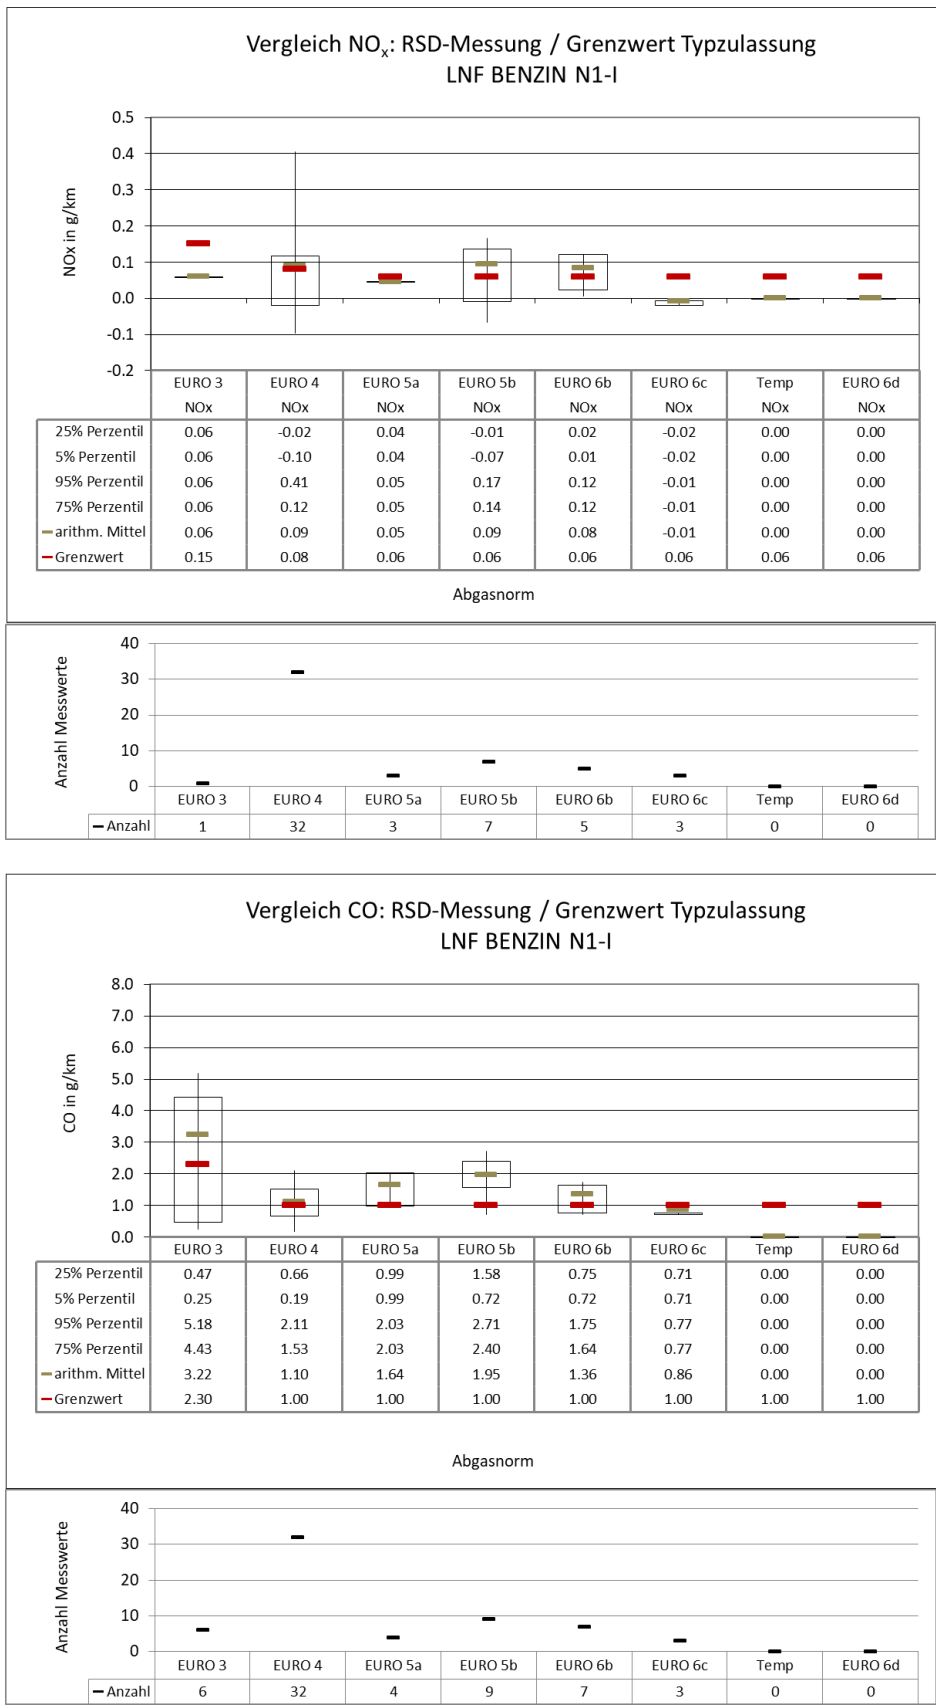 Vergleich NOx: RSD-Messung / Grenzwert Typzulassung
LNF BENZIN N1-I
NOx in g/km
0.5
0.4
0.3
0.2
0.1
0.0
-0.1
-0.2
EURO 3 EURO 4 EURO 5a EURO 5b EURO 6b EURO 6c Temp EURO 6d
NOx NOx NOx NOx NOx NOx NOx NOx
25% Perzentil 0.06 -0.02 0.04 -0.01 0.02 -0.02 0.00 0.00
5% Perzentil 0.06 -0.10 0.04 -0.07 0.01 -0.02 0.00 0.00
95% Perzentil 0.06 0.41 0.05 0.17 0.12 -0.01 0.00 0.00
75% Perzentil 0.06 0.12 0.05 0.14 0.12 -0.01 0.00 0.00
arithm. Mittel 0.06 0.09 0.05 0.09 0.08 -0.01 0.00 0.00
Grenzwert 0.15 0.08 0.06 0.06 0.06 0.06 0.06 0.06
Abgasnorm
Anzahl Messwerte
40
30
20
10
0
EURO 3 EURO 4 EURO 5a EURO 5b EURO 6b EURO 6c Temp EURO 6d
Anzahl 1 32 3 7 5 3 0 0
Vergleich CO: RSD-Messung / Grenzwert Typzulassung
LNF BENZIN N1-I
CO in g/km
8.0
7.0
6.0
5.0
4.0
3.0
2.0
1.0
0.0
EURO 3 EURO 4 EURO 5a EURO 5b EURO 6b EURO 6c Temp EURO 6d
25% Perzentil 0.47 0.66 0.99 1.58 0.75 0.71 0.00 0.00
5% Perzentil 0.25 0.19 0.99 0.72 0.72 0.71 0.00 0.00
95% Perzentil 5.18 2.11 2.03 2.71 1.75 0.77 0.00 0.00
75% Perzentil 4.43 1.53 2.03 2.40 1.64 0.77 0.00 0.00
arithm. Mittel 3.22 1.10 1.64 1.95 1.36 0.86 0.00 0.00
Grenzwert 2.30 1.00 1.00 1.00 1.00 1.00 1.00 1.00
Abgasnorm
Anzahl Messwerte
40
30
20
10
0
EURO 3 EURO 4 EURO 5a EURO 5b EURO 6b EURO 6c Temp EURO 6d
Anzahl 6 32 4 9 7 3 0 0